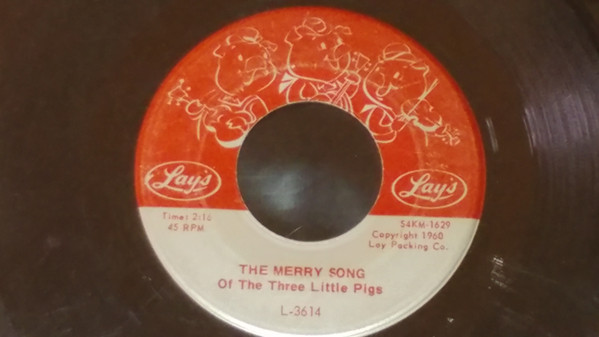 Lay's
Lay's
Time: 2:16
45 RPM
S4KM-1629
Copyright 1960
Lay Packing Co.
THE MERRY SONG
Of The Three Little Pigs
L-3614